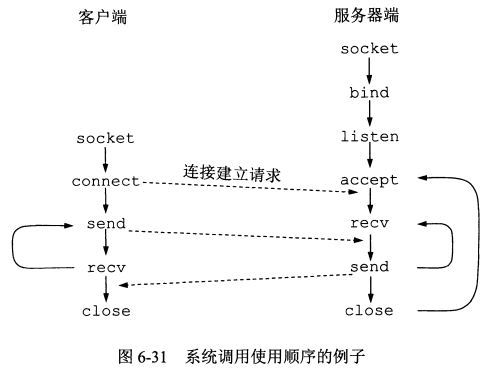 客户端
服务器端
socket
bind
listen
socket
连接建立请求
connect
accept
send
recv
recv
send
close
close
图 6-31 系统调用使用顺序的例子